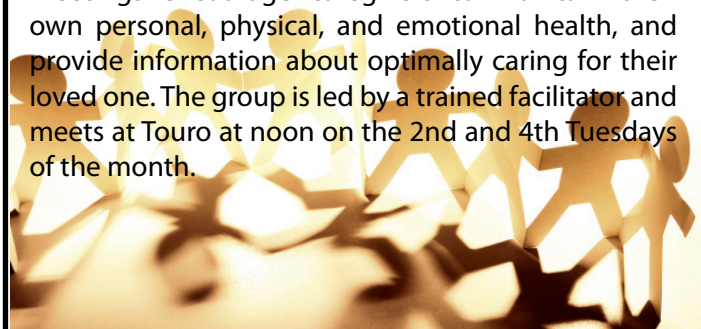 own personal, physical, and emotional health, and
provide information about optimally caring for their
loved one. The group is led by a trained facilitator and
meets at Touro at noon on the 2nd and 4th Tuesdays
of the month.